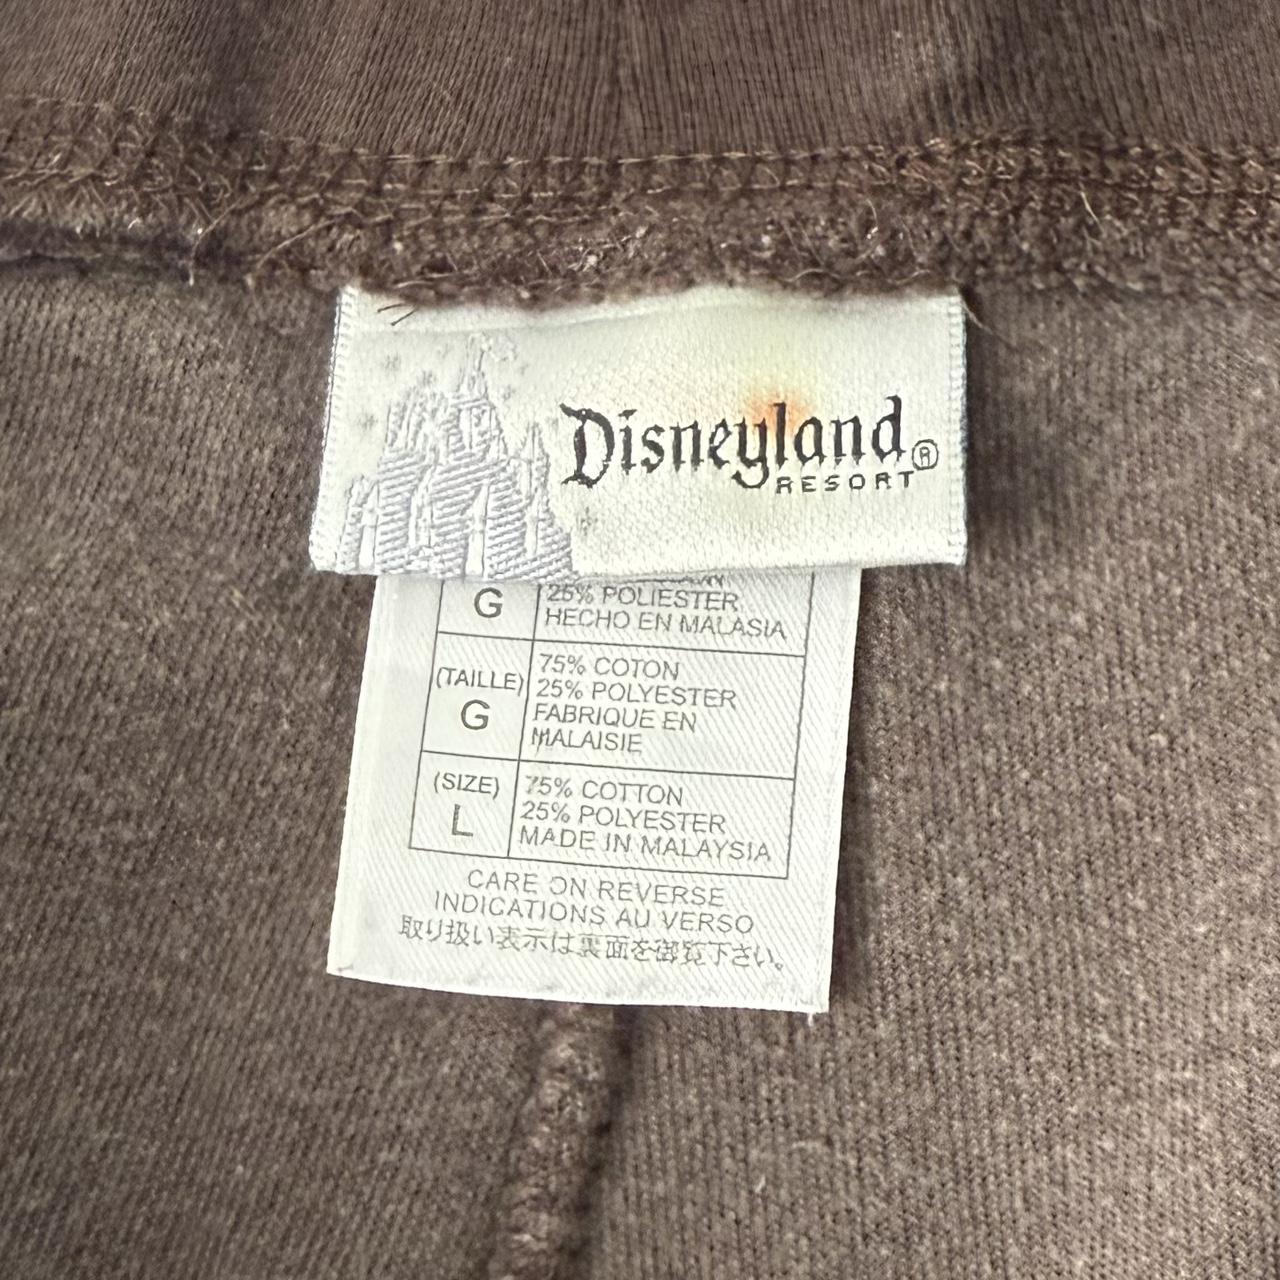 Disneyland®
RESORT
G
25% POLIESTER
HECHO EN MALASIA
(TAILLE)
G
75% COTON
25% POLYESTER
FABRIQUE EN
MALAISIE
(SIZE)
L
75% COTTON
25% POLYESTER
MADE IN MALAYSIA
CARE ON REVERSE
INDICATIONS AU VERSO
取り扱い表示は裏面を御覧下さい。